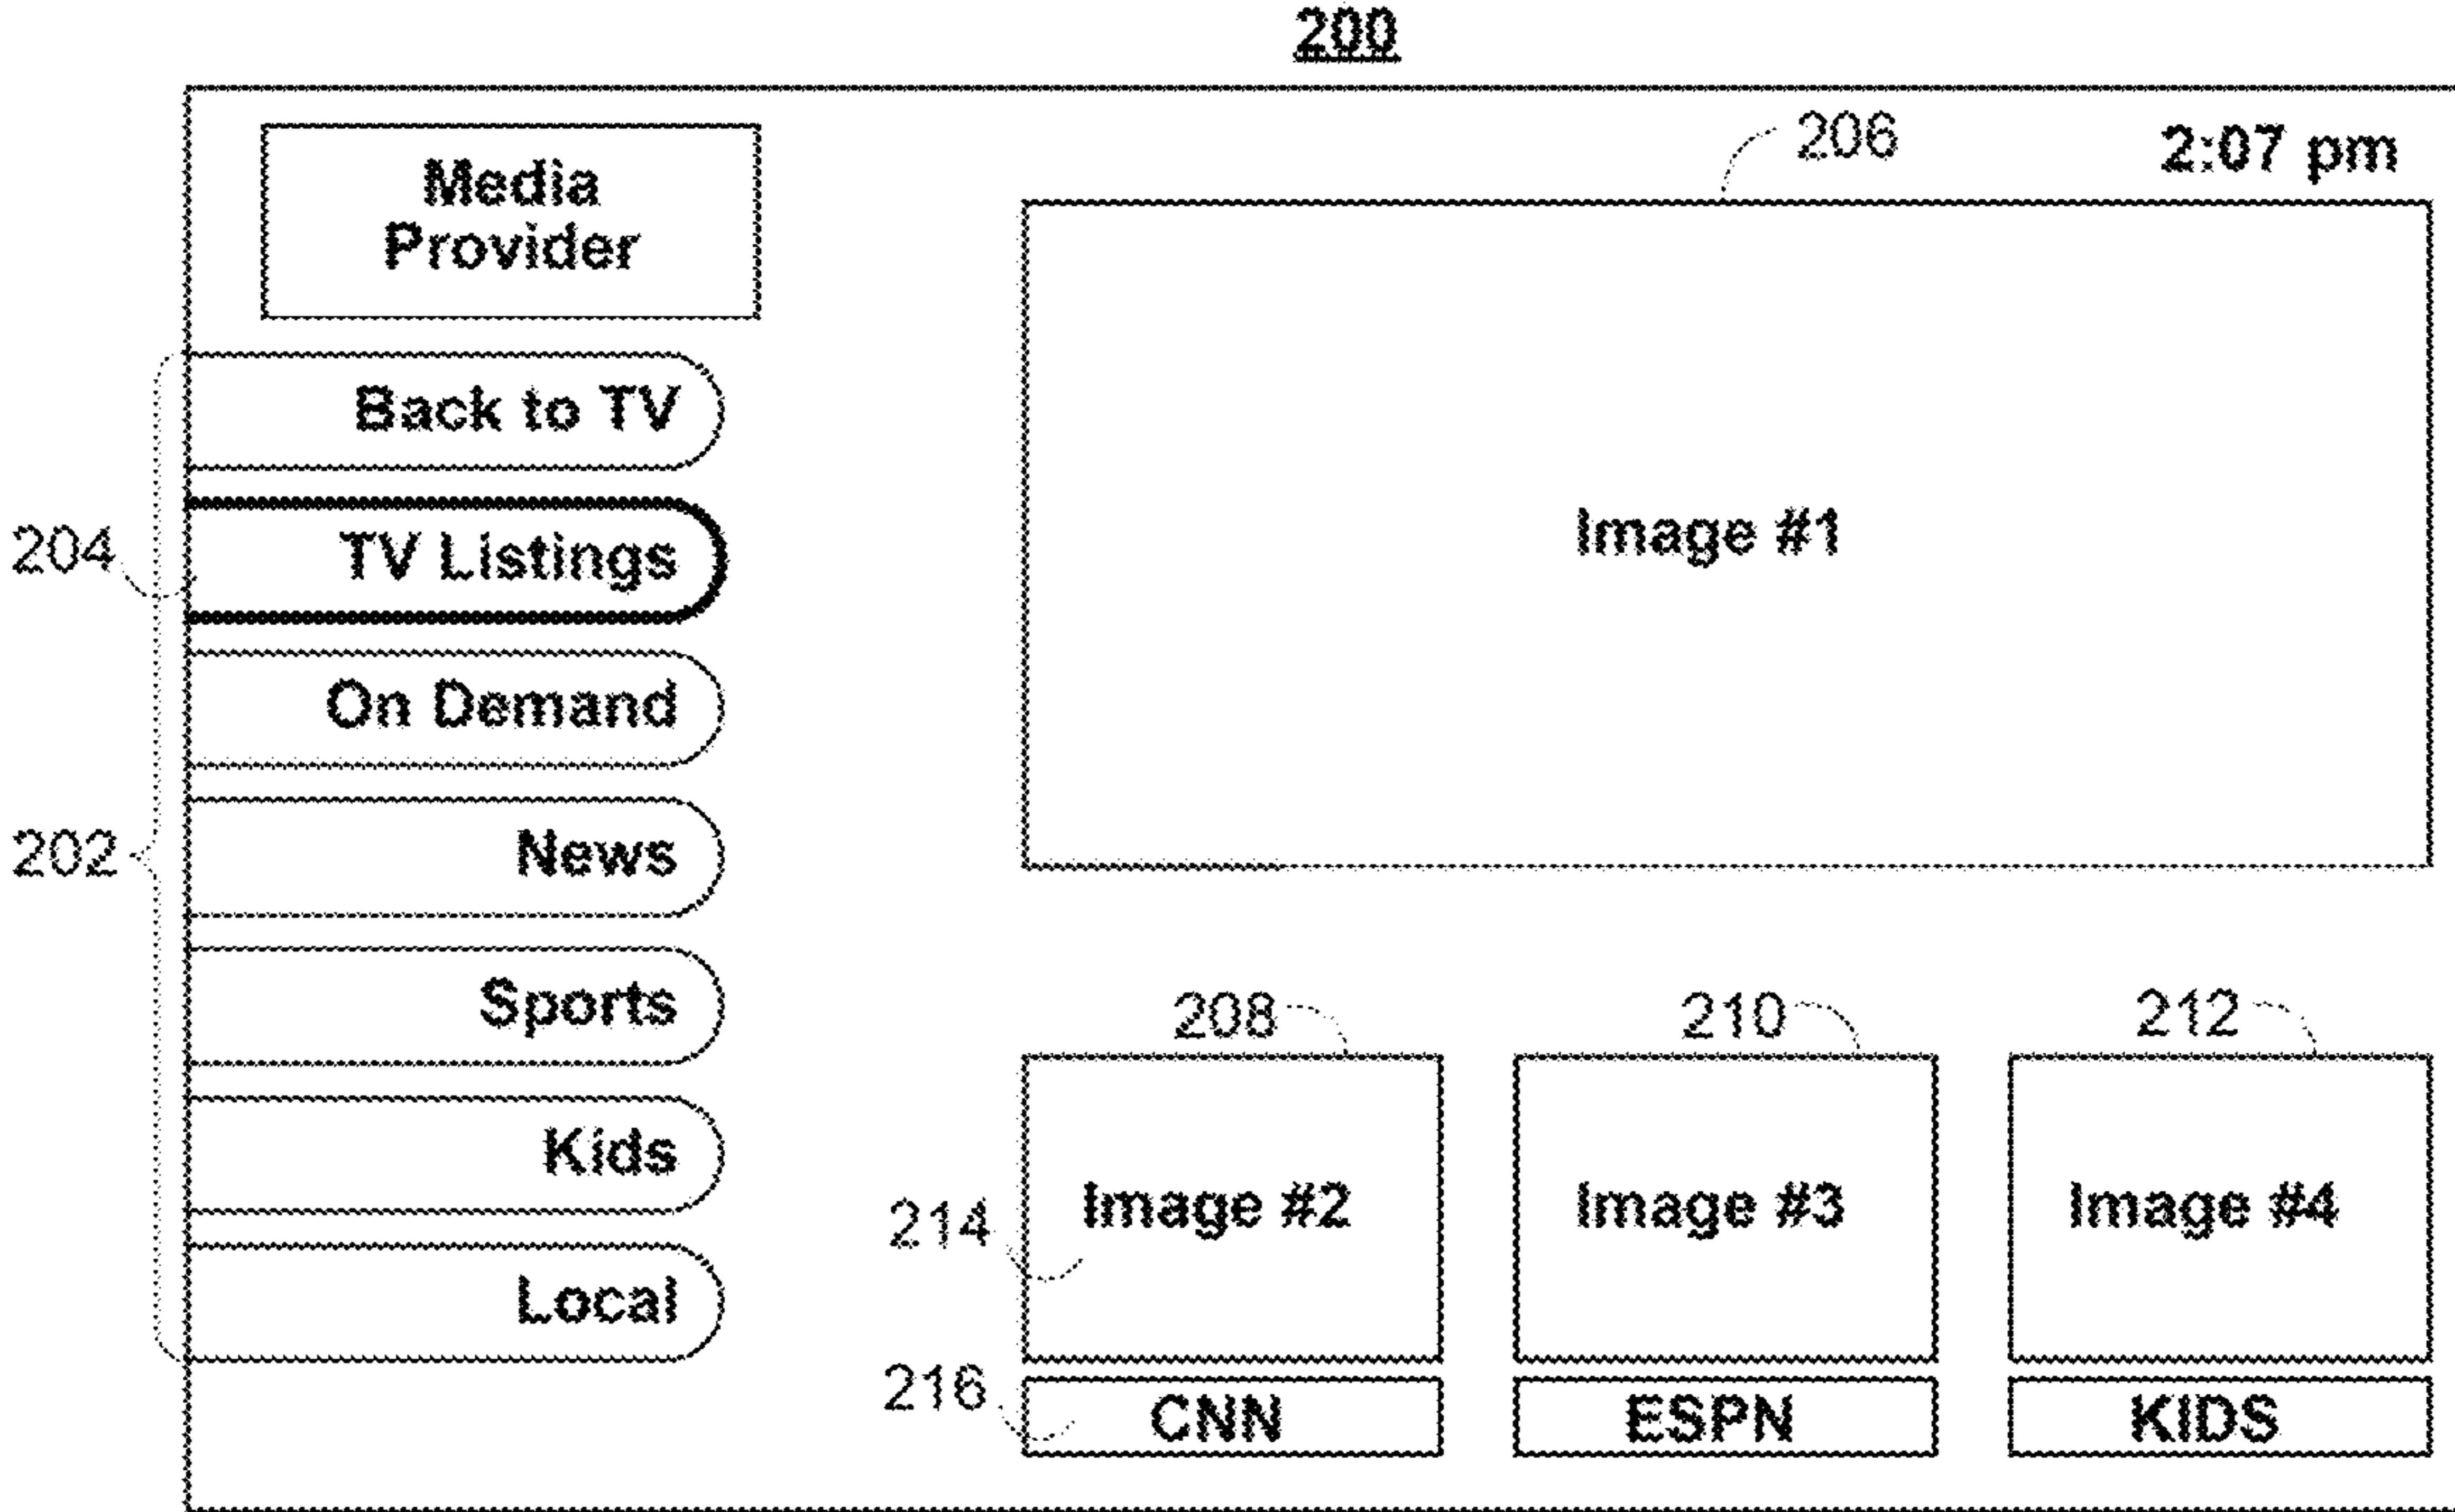 200
206
2:07 pm
Media
Provider
Back to TV
204
TV Listings
Image #1
On Demand
202
News
Sports
Kids
Local
208
210
212
214
Image #2
Image #3
Image #4
216
CNN
ESPN
KIDS